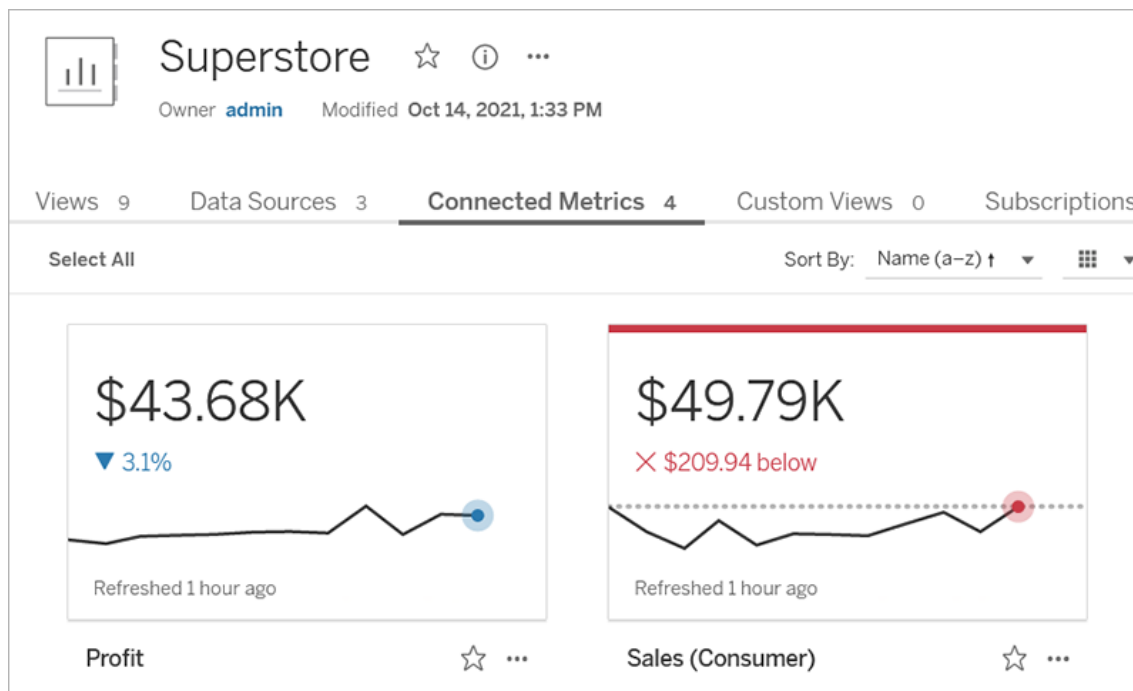 Superstore
Owner admin Modified Oct 14, 2021, 1:33 PM
Views 9 Data Sources 3 Connected Metrics 4 Custom Views 0 Subscriptions
Select All Sort By: Name (a–z) ↑
$43.68K
▼ 3.1%
Refreshed 1 hour ago
Profit
$49.79K
$209.94 below
Refreshed 1 hour ago
Sales (Consumer)